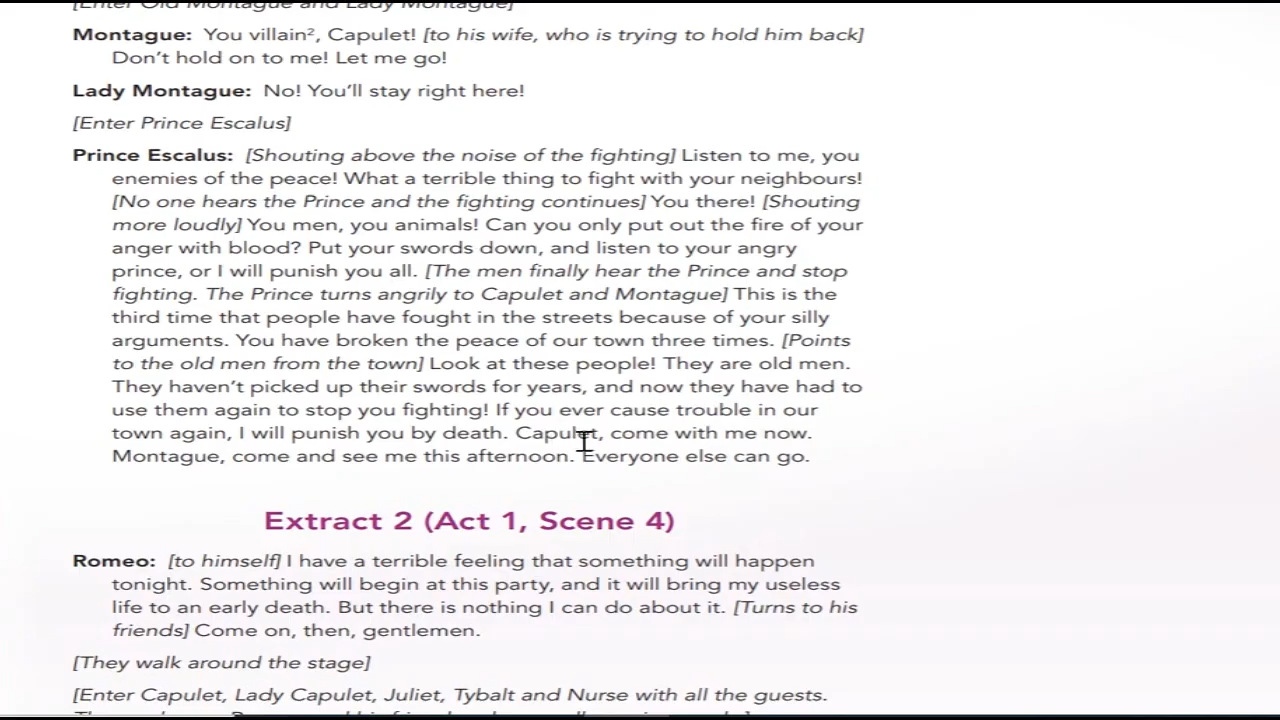 [Enter Old Montague and Lady Montague]
Montague: You villain², Capulet! [to his wife, who is trying to hold him back]
Don’t hold on to me! Let me go!
Lady Montague: No! You’ll stay right here!
[Enter Prince Escalus]
Prince Escalus: [Shouting above the noise of the fighting] Listen to me, you
enemies of the peace! What a terrible thing to fight with your neighbours!
[No one hears the Prince and the fighting continues] You there! [Shouting
more loudly] You men, you animals! Can you only put out the fire of your
anger with blood? Put your swords down, and listen to your angry
prince, or I will punish you all. [The men finally hear the Prince and stop
fighting. The Prince turns angrily to Capulet and Montague] This is the
third time that people have fought in the streets because of your silly
arguments. You have broken the peace of our town three times. [Points
to the old men from the town] Look at these people! They are old men.
They haven’t picked up their swords for years, and now they have had to
use them again to stop you fighting! If you ever cause trouble in our
town again, I will punish you by death. Capulet, come with me now.
Montague, come and see me this afternoon. Everyone else can go.
Extract 2 (Act 1, Scene 4)
Romeo: [to himself] I have a terrible feeling that something will happen
tonight. Something will begin at this party, and it will bring my useless
life to an early death. But there is nothing I can do about it. [Turns to his
friends] Come on, then, gentlemen.
[They walk around the stage]
[Enter Capulet, Lady Capulet, Juliet, Tybalt and Nurse with all the guests.